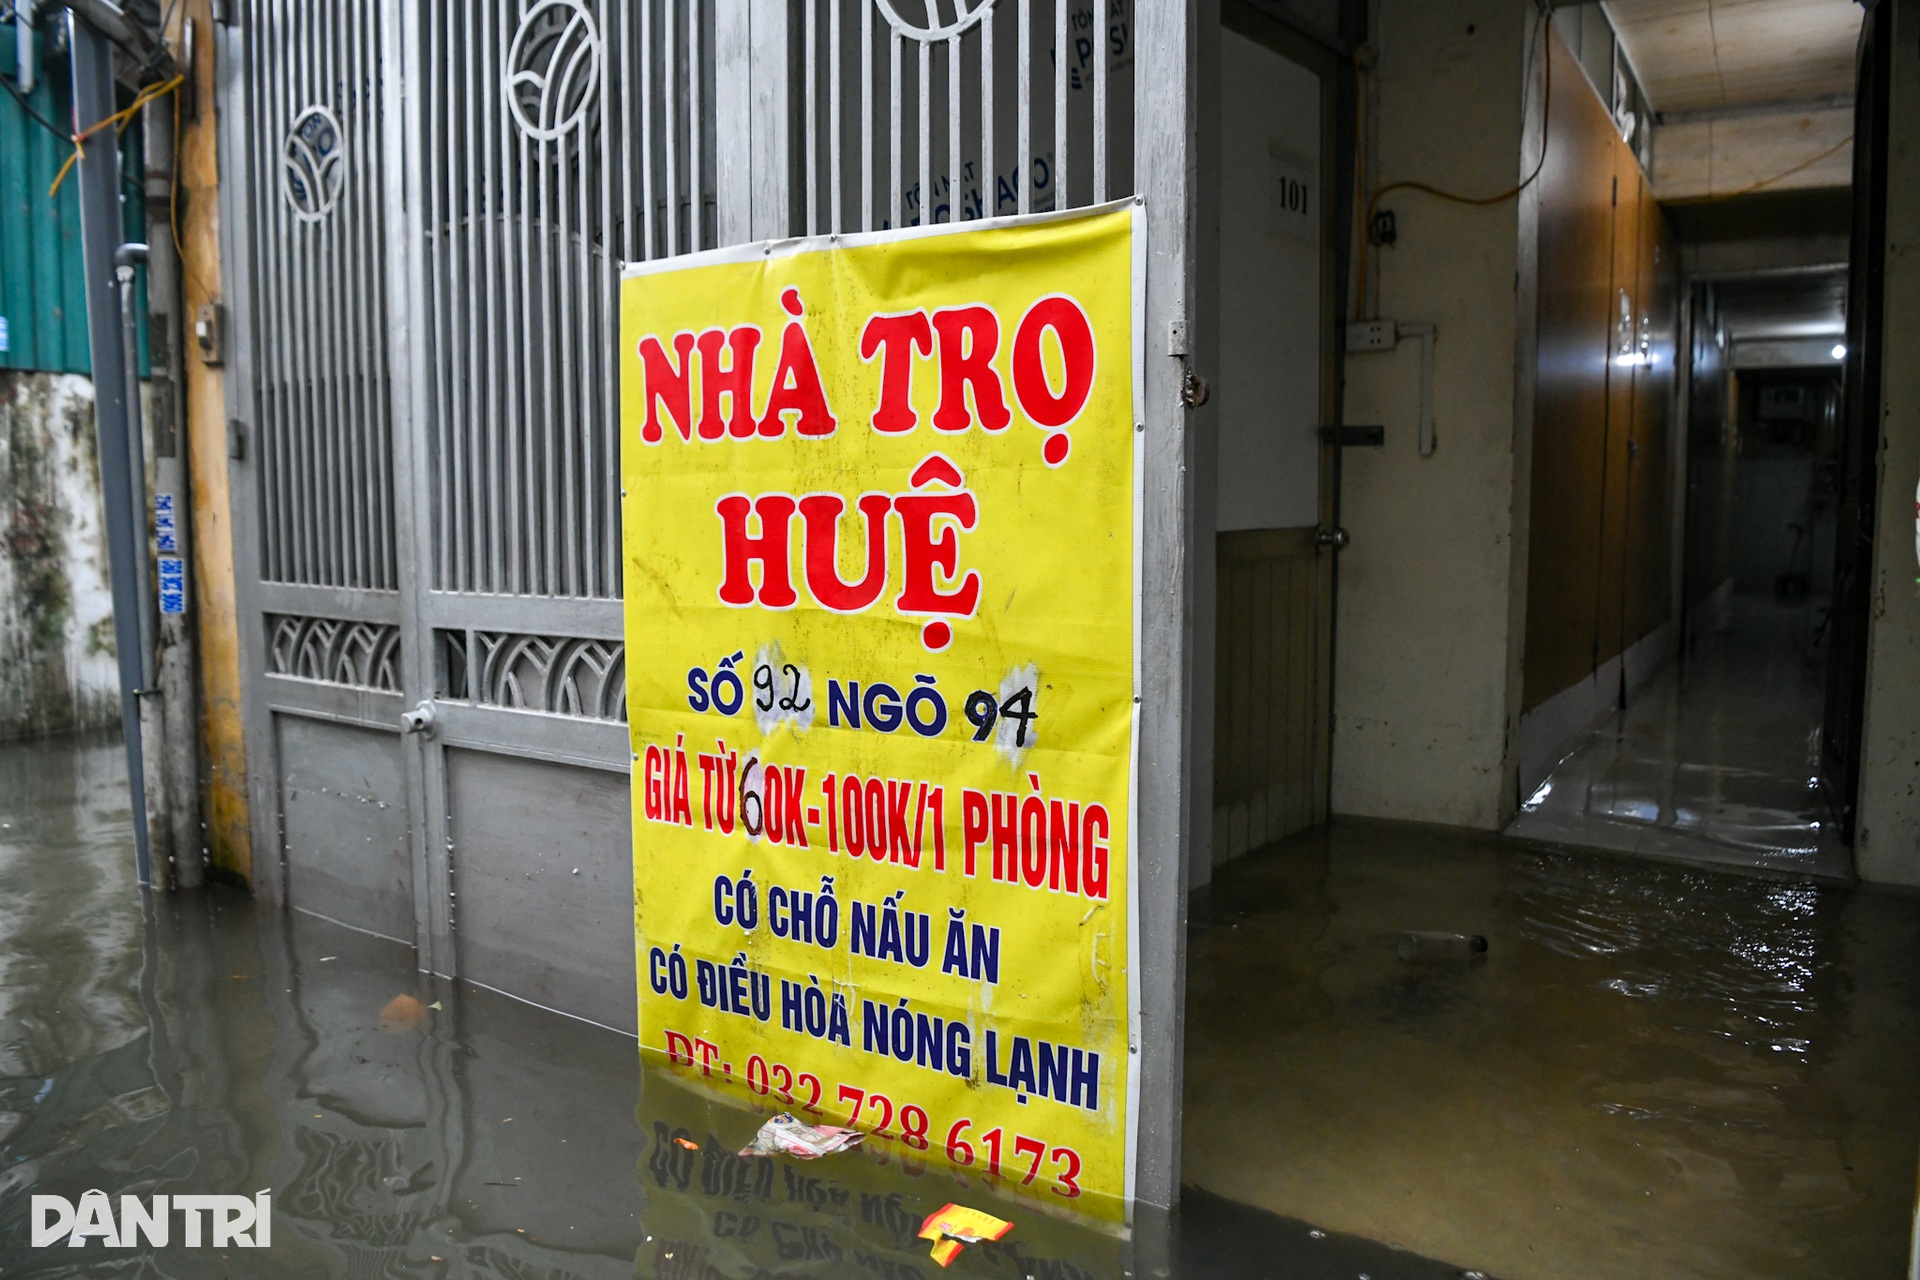 NHÀ TRỌ
HUỆ
SỐ 92 NGÕ 94
GIÁ TỪ 60K-100K/1 PHÒNG
CÓ CHỖ NẤU ĂN
CÓ ĐIỀU HÒA NÓNG LẠNH
ĐT: 032 728 6173
101
DÂN TRÍ